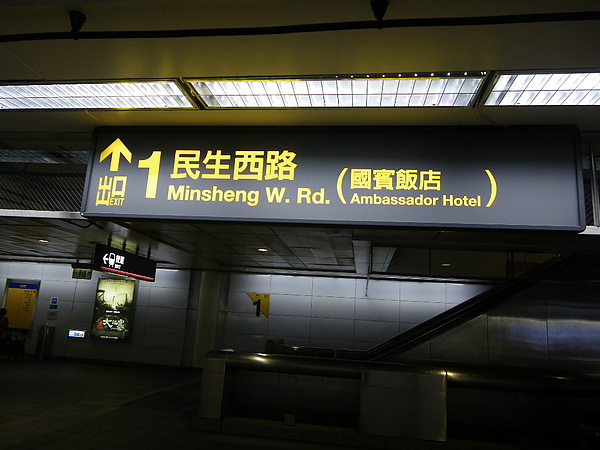 出口 EXIT
1
民生西路
Minsheng W. Rd.
(國賓飯店
Ambassador Hotel)
1